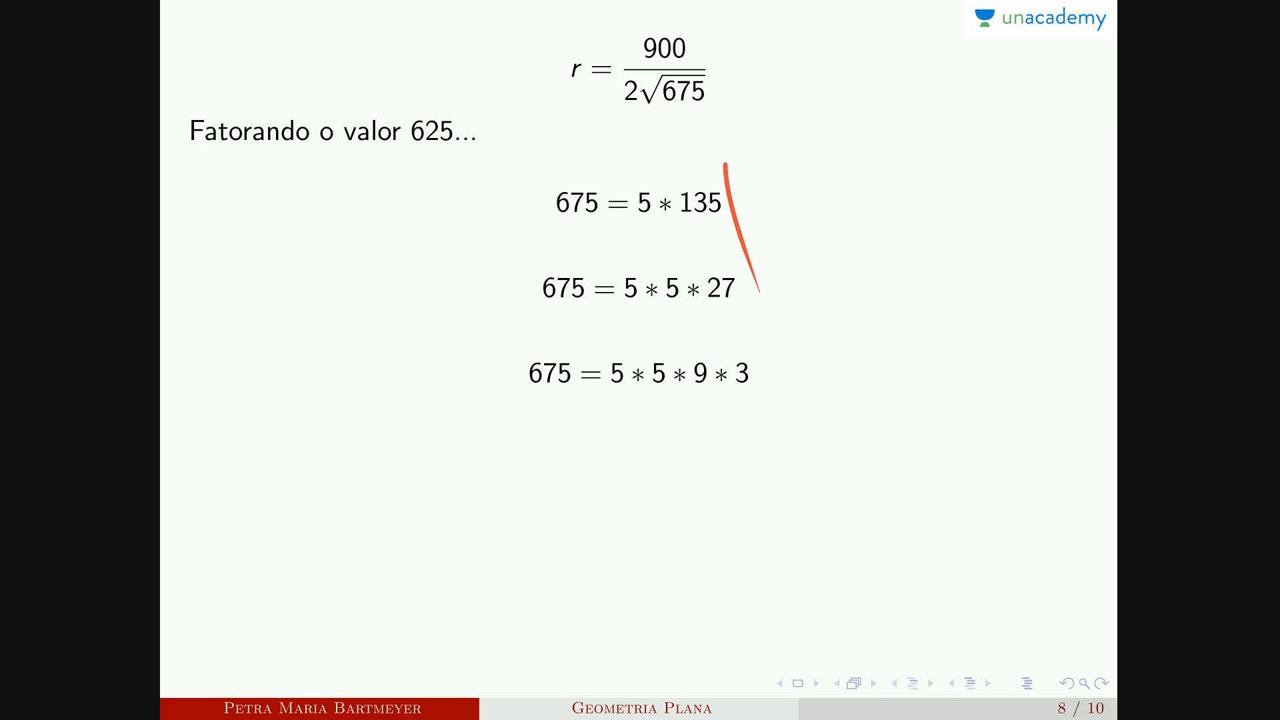 unacademy
r = 900 / 2√675
Fatorando o valor 625...
675 = 5 ∗ 135
675 = 5 ∗ 5 ∗ 27
675 = 5 ∗ 5 ∗ 9 ∗ 3
Petra Maria Bartmeyer Geometria Plana 8 / 10